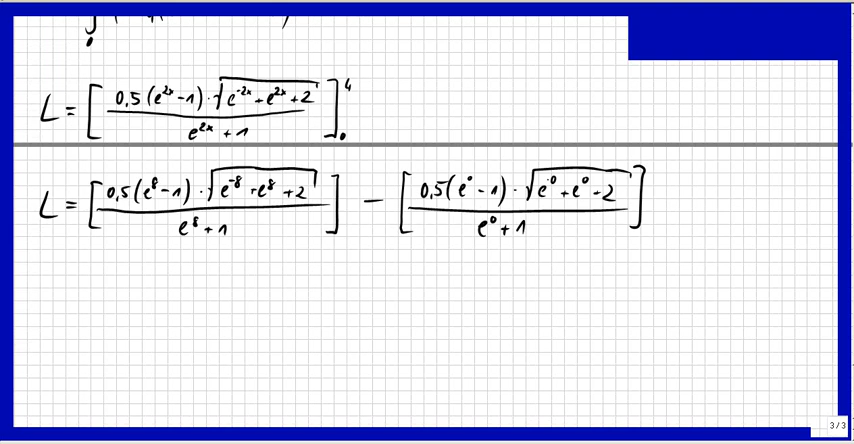 L = [ 0,5(e^{2x} - 1) · √(e^{-2x} + e^{2x} + 2) / (e^{2x} + 1) ]_0^4
L = [ 0,5(e^8 - 1) · √(e^{-8} + e^8 + 2) / (e^8 + 1) ] - [ 0,5(e^0 - 1) · √(e^{-0} + e^0 + 2) / (e^0 + 1) ]
3 / 3